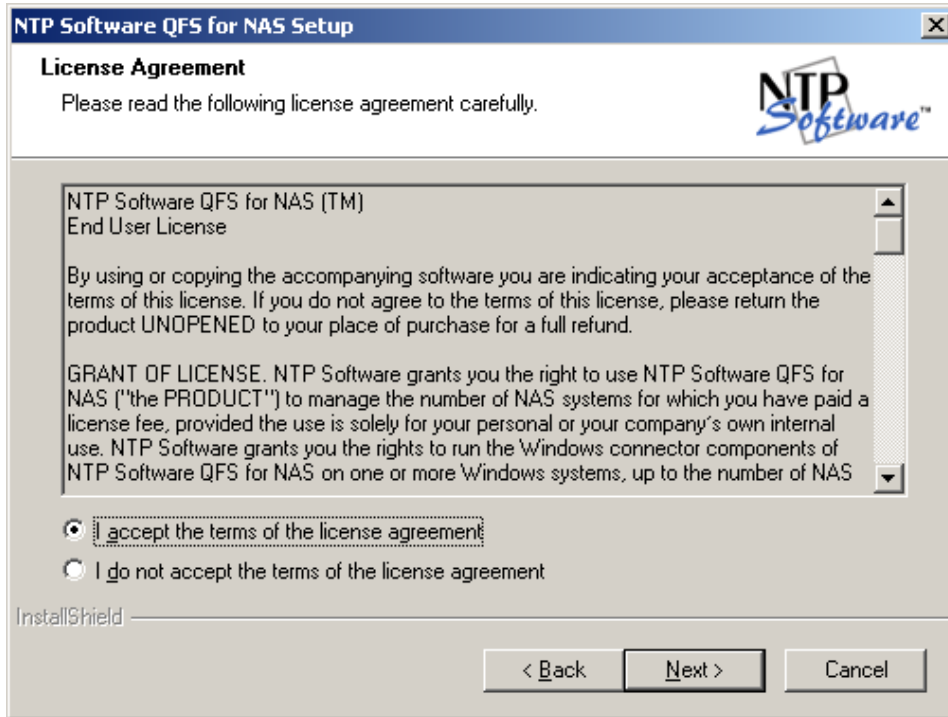 NTP Software QFS for NAS Setup
License Agreement
Please read the following license agreement carefully.
NTP
Software™
NTP Software QFS for NAS (TM)
End User License
By using or copying the accompanying software you are indicating your acceptance of the
terms of this license. If you do not agree to the terms of this license, please return the
product UNOPENED to your place of purchase for a full refund.
GRANT OF LICENSE. NTP Software grants you the right to use NTP Software QFS for
NAS ("the PRODUCT") to manage the number of NAS systems for which you have paid a
license fee, provided the use is solely for your personal or your company's own internal
use. NTP Software grants you the rights to run the Windows connector components of
NTP Software QFS for NAS on one or more Windows systems, up to the number of NAS
I accept the terms of the license agreement
I do not accept the terms of the license agreement
InstallShield
< Back
Next >
Cancel